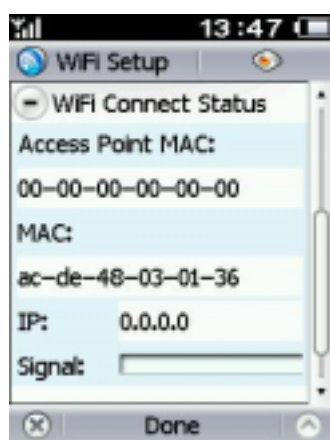 13:47
WiFi Setup
WiFi Connect Status
Access Point MAC:
00-00-00-00-00-00
MAC:
ac-de-48-03-01-36
IP: 0.0.0.0
Signal:
Done